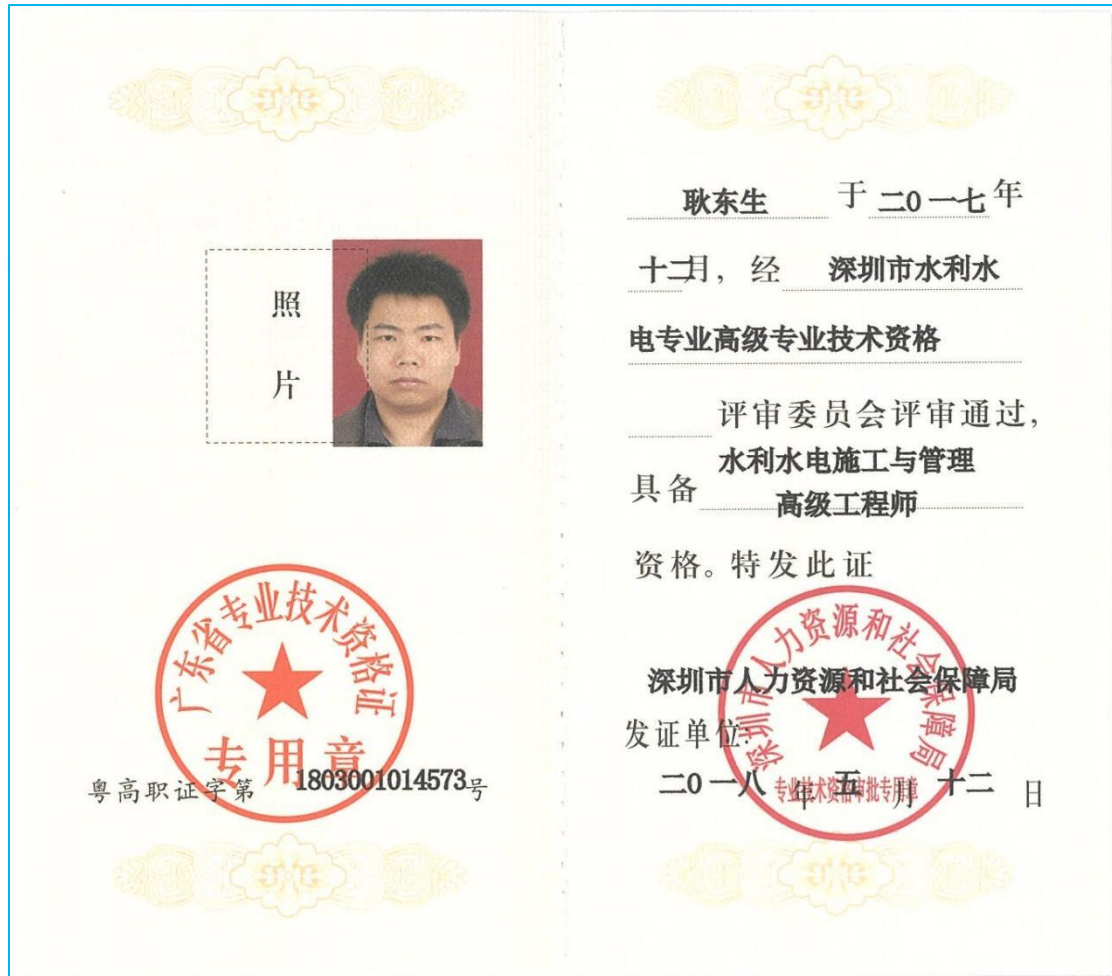 照
片
广东省专业技术资格证
专用章
粤高职证字第 1803001014573号
耿东生 于 二0一七年
十二月，经 深圳市水利水
电专业高级专业技术资格
评审委员会评审通过，
水利水电施工与管理
具备
高级工程师
资格。特发此证
深圳市人力资源和社会保障局
深圳市人力资源和社会保障局
发证单位：
专业技术资格审批专用章
二0一八 年 五 月 十二 日